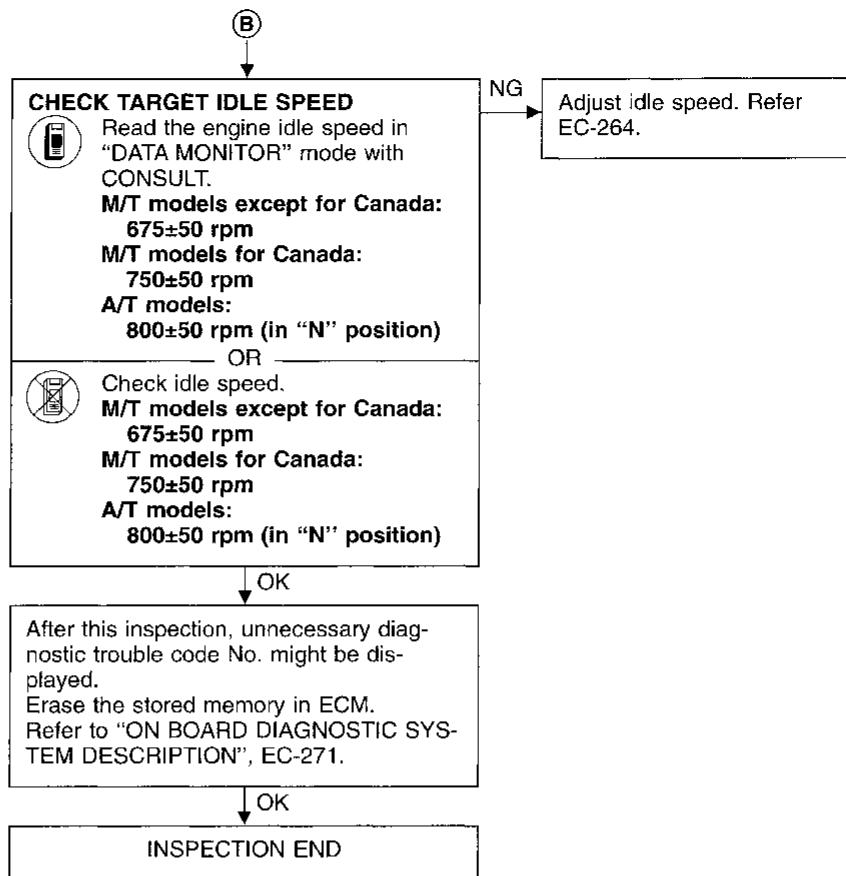 B
CHECK TARGET IDLE SPEED
Read the engine idle speed in
“DATA MONITOR” mode with
CONSULT.
M/T models except for Canada:
675±50 rpm
M/T models for Canada:
750±50 rpm
A/T models:
800±50 rpm (in “N” position)
NG
Adjust idle speed. Refer
EC-264.
OR
Check idle speed.
M/T models except for Canada:
675±50 rpm
M/T models for Canada:
750±50 rpm
A/T models:
800±50 rpm (in “N” position)
OK
After this inspection, unnecessary diag-
nostic trouble code No. might be dis-
played.
Erase the stored memory in ECM.
Refer to “ON BOARD DIAGNOSTIC SYS-
TEM DESCRIPTION”, EC-271.
OK
INSPECTION END